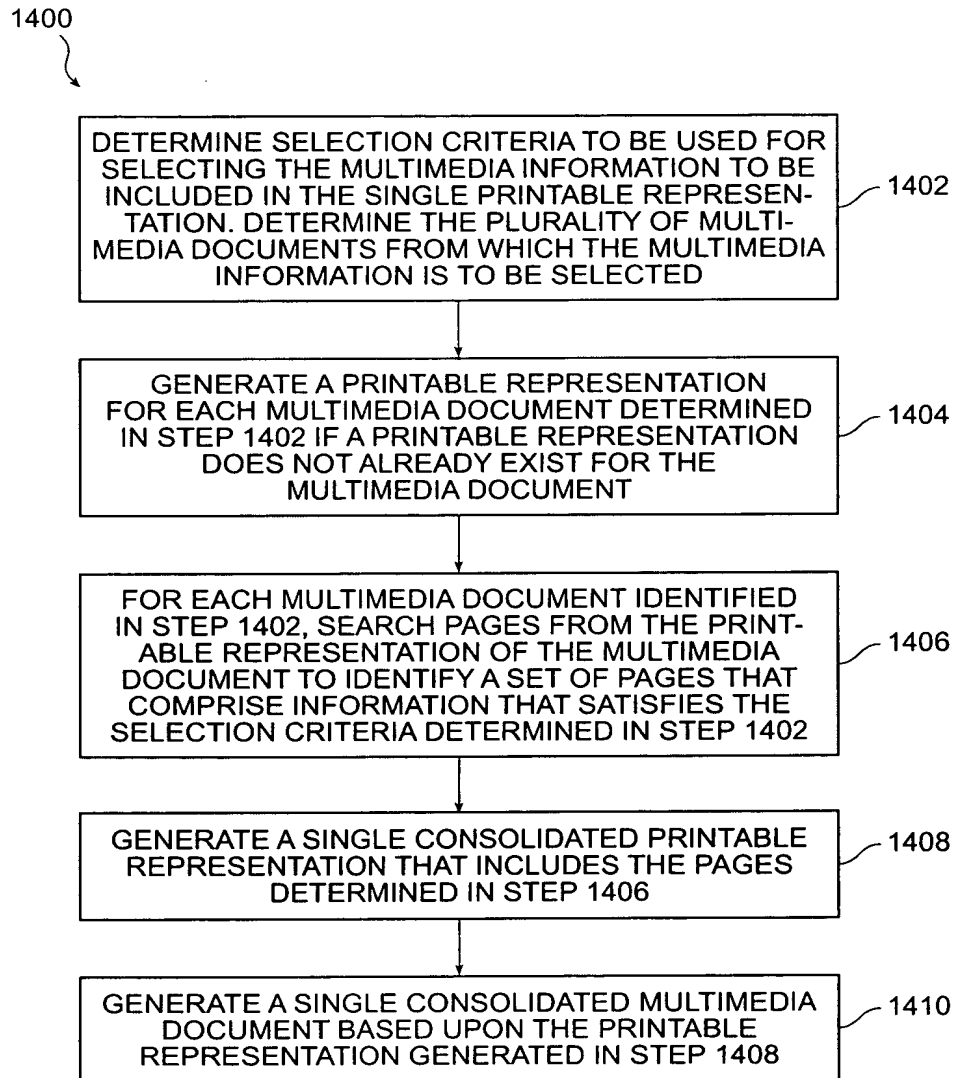 1400
DETERMINE SELECTION CRITERIA TO BE USED FOR
SELECTING THE MULTIMEDIA INFORMATION TO BE
INCLUDED IN THE SINGLE PRINTABLE REPRESEN-
TATION. DETERMINE THE PLURALITY OF MULTI-
MEDIA DOCUMENTS FROM WHICH THE MULTIMEDIA
INFORMATION IS TO BE SELECTED
1402
GENERATE A PRINTABLE REPRESENTATION
FOR EACH MULTIMEDIA DOCUMENT DETERMINED
IN STEP 1402 IF A PRINTABLE REPRESENTATION
DOES NOT ALREADY EXIST FOR THE
MULTIMEDIA DOCUMENT
1404
FOR EACH MULTIMEDIA DOCUMENT IDENTIFIED
IN STEP 1402, SEARCH PAGES FROM THE PRINT-
ABLE REPRESENTATION OF THE MULTIMEDIA
DOCUMENT TO IDENTIFY A SET OF PAGES THAT
COMPRISE INFORMATION THAT SATISFIES THE
SELECTION CRITERIA DETERMINED IN STEP 1402
1406
GENERATE A SINGLE CONSOLIDATED PRINTABLE
REPRESENTATION THAT INCLUDES THE PAGES
DETERMINED IN STEP 1406
1408
GENERATE A SINGLE CONSOLIDATED MULTIMEDIA
DOCUMENT BASED UPON THE PRINTABLE
REPRESENTATION GENERATED IN STEP 1408
1410